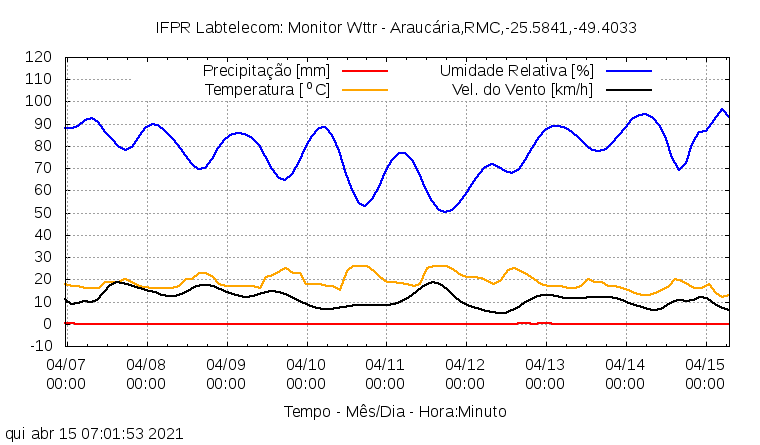 IFPR Labtelecom: Monitor Wttr - Araucária,RMC,-25.5841,-49.4033
Precipitação [mm]
Temperatura [ºC]
Umidade Relativa [%]
Vel. do Vento [km/h]
120
110
100
90
80
70
60
50
40
30
20
10
0
-10
04/07 04/08 04/09 04/10 04/11 04/12 04/13 04/14 04/15
00:00 00:00 00:00 00:00 00:00 00:00 00:00 00:00 00:00
Tempo - Mês/Dia - Hora:Minuto
qui abr 15 07:01:53 2021